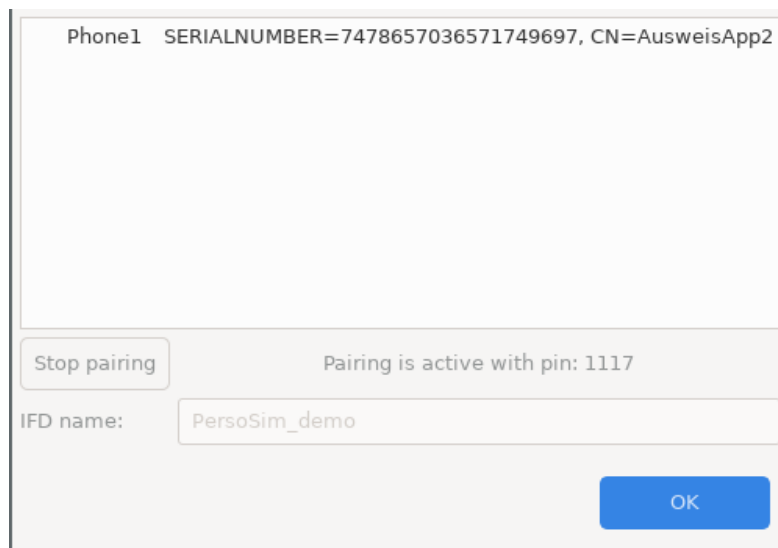 Phone1 SERIALNUMBER=7478657036571749697, CN=AusweisApp2
Stop pairing Pairing is active with pin: 1117
IFD name: PersoSim_demo
OK